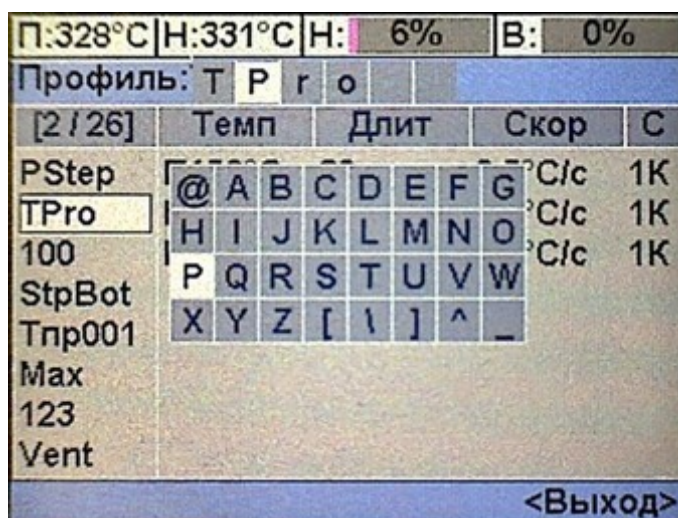 П:328°C Н:331°C Н: 6% В: 0%
Профиль: T P r o
[2 / 26] Темп Длит Скор С
PStep °C/c 1К
TPro °C/c 1К
100 °C/c 1К
StpBot
Тпр001
Max
123
Vent
@ A B C D E F G
H I J K L M N O
P Q R S T U V W
X Y Z [ \ ] ^ _
<Выход>